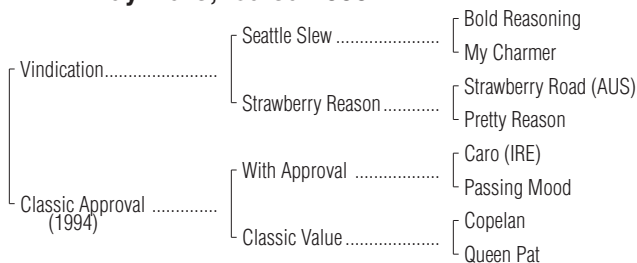 Bold Reasoning
Seattle Slew
My Charmer
Vindication
Strawberry Road (AUS)
Strawberry Reason
Pretty Reason
Caro (IRE)
With Approval
Passing Mood
Classic Approval
(1994)
Copelan
Classic Value
Queen Pat